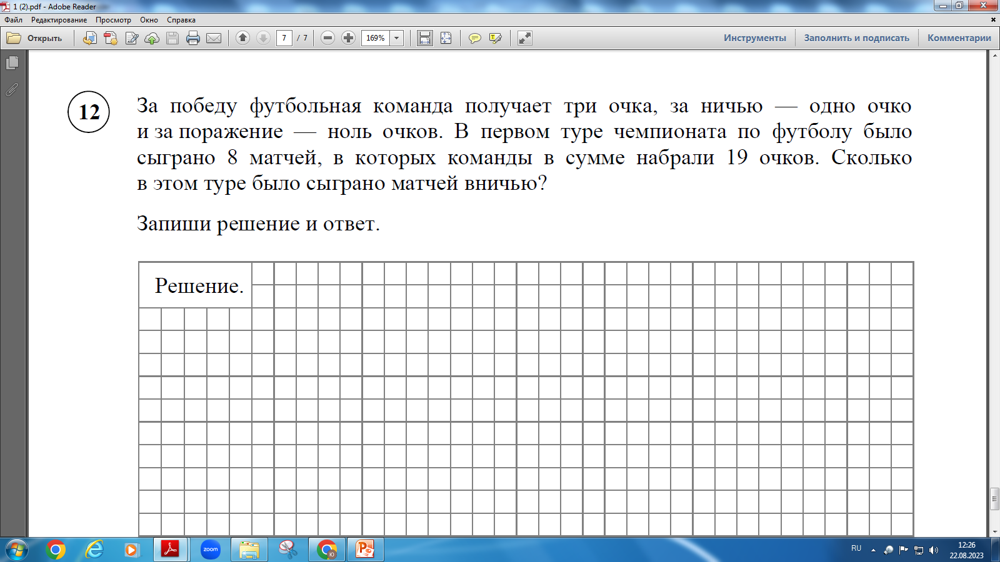 1 (2).pdf - Adobe Reader
Файл Редактирование Просмотр Окно Справка
Открыть 7 / 7 169% Инструменты Заполнить и подписать Комментарии
12
За победу футбольная команда получает три очка, за ничью — одно очко
и за поражение — ноль очков. В первом туре чемпионата по футболу было
сыграно 8 матчей, в которых команды в сумме набрали 19 очков. Сколько
в этом туре было сыграно матчей вничью?
Запиши решение и ответ.
Решение.
zoom
Ю
RU
12:26
22.08.2023